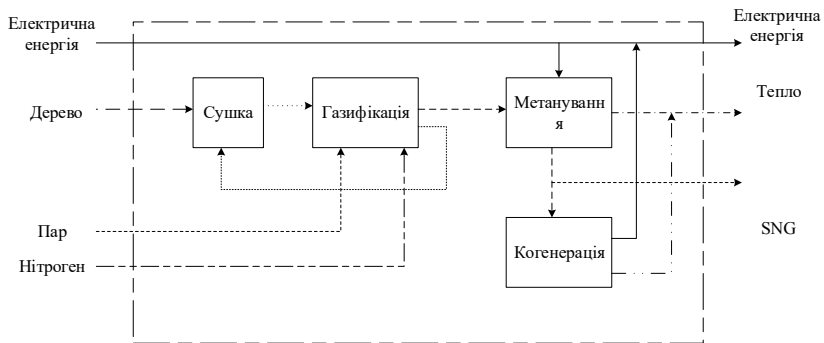 Електрична
енергія
Електрична
енергія
Дерево
Сушка
Газифікація
Метануванн
я
Тепло
Пар
Нітроген
Когенерація
SNG